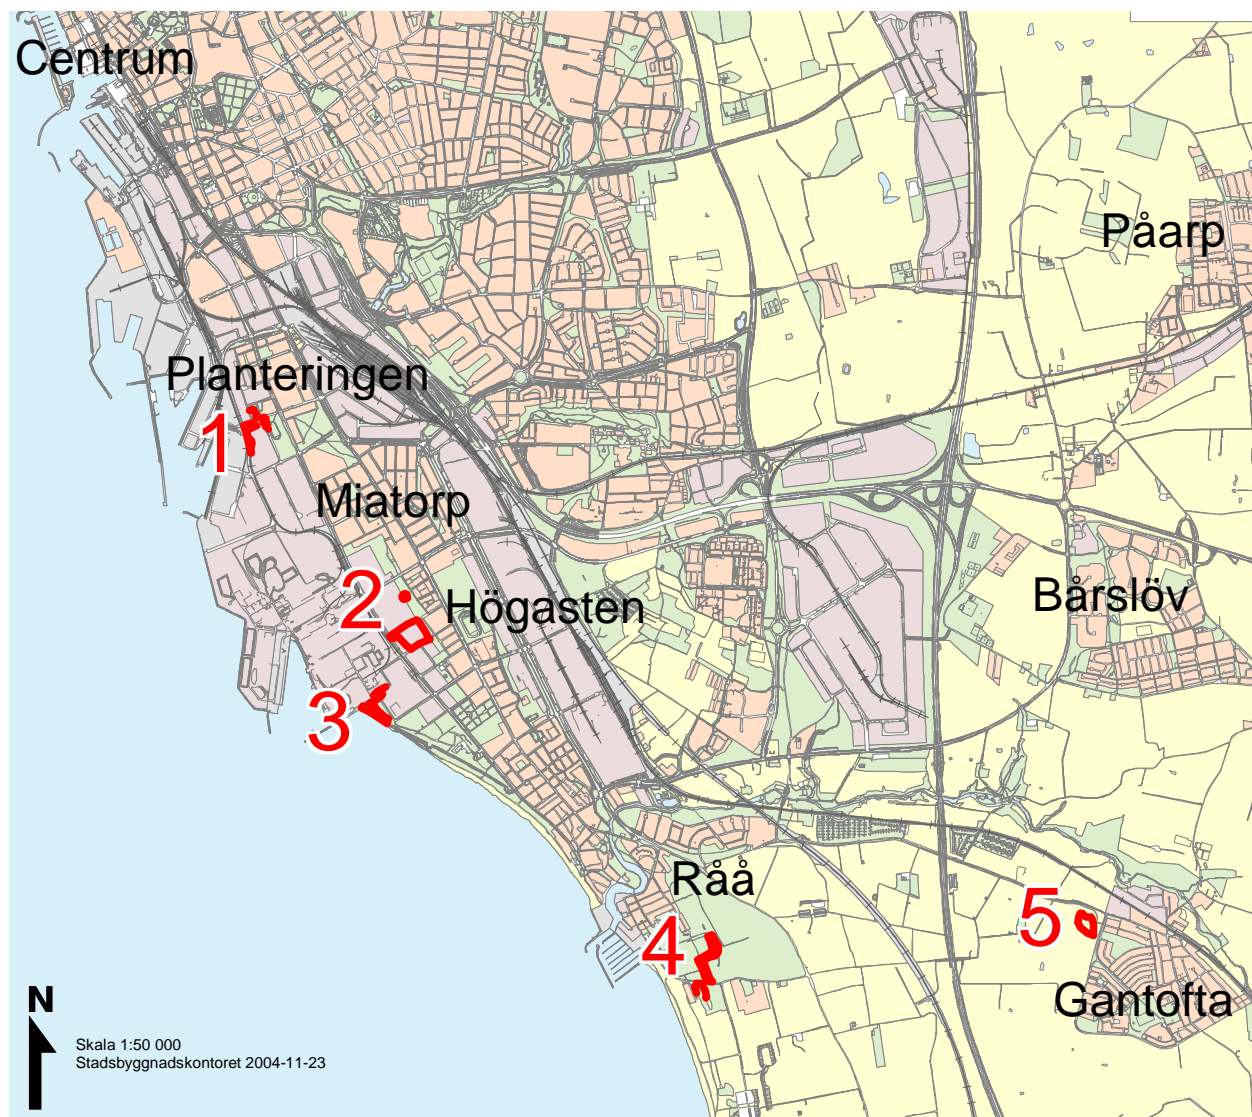 Centrum
Påarp
Planteringen
1
Miatorp
2
Högasten
Bårslöv
3
Råå
4
5
Gantofta
N
Skala 1:50 000
Stadsbyggnadskontoret 2004-11-23